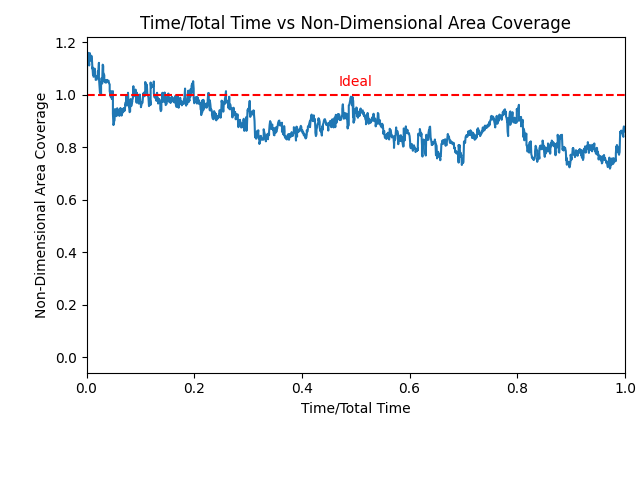 Time/Total Time vs Non-Dimensional Area Coverage
1.2
1.0
0.8
0.6
0.4
0.2
0.0
Non-Dimensional Area Coverage
Ideal
0.0 0.2 0.4 0.6 0.8 1.0
Time/Total Time